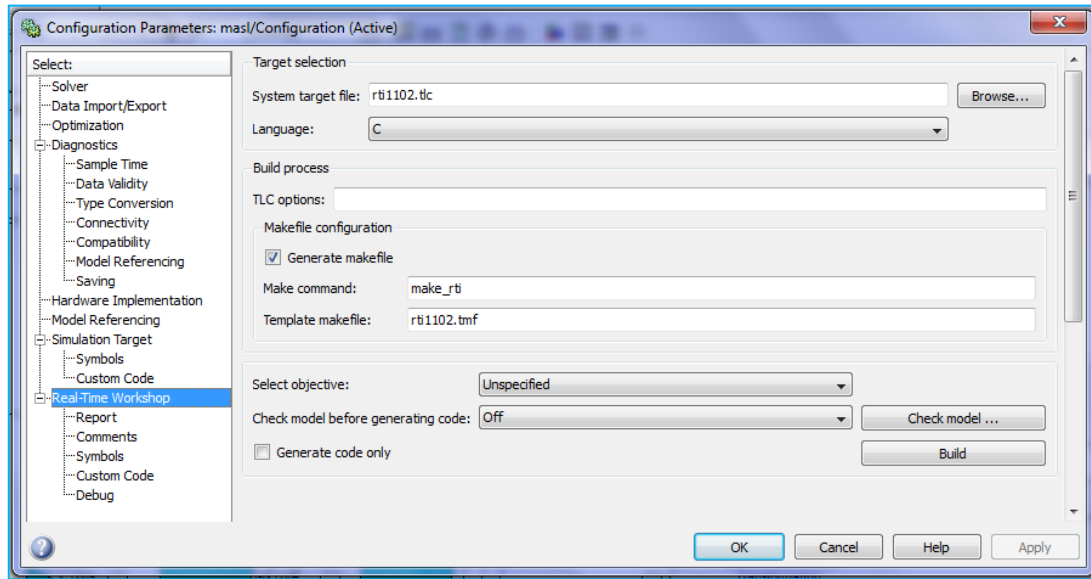 Configuration Parameters: masl/Configuration (Active)
Select:
Solver
Data Import/Export
Optimization
Diagnostics
Sample Time
Data Validity
Type Conversion
Connectivity
Compatibility
Model Referencing
Saving
Hardware Implementation
Model Referencing
Simulation Target
Symbols
Custom Code
Real-Time Workshop
Report
Comments
Symbols
Custom Code
Debug
Target selection
System target file: rti1102.tlc Browse...
Language: C
Build process
TLC options:
Makefile configuration
Generate makefile
Make command: make_rti
Template makefile: rti1102.tmf
Select objective: Unspecified
Check model before generating code: Off Check model ...
Generate code only Build
OK Cancel Help Apply